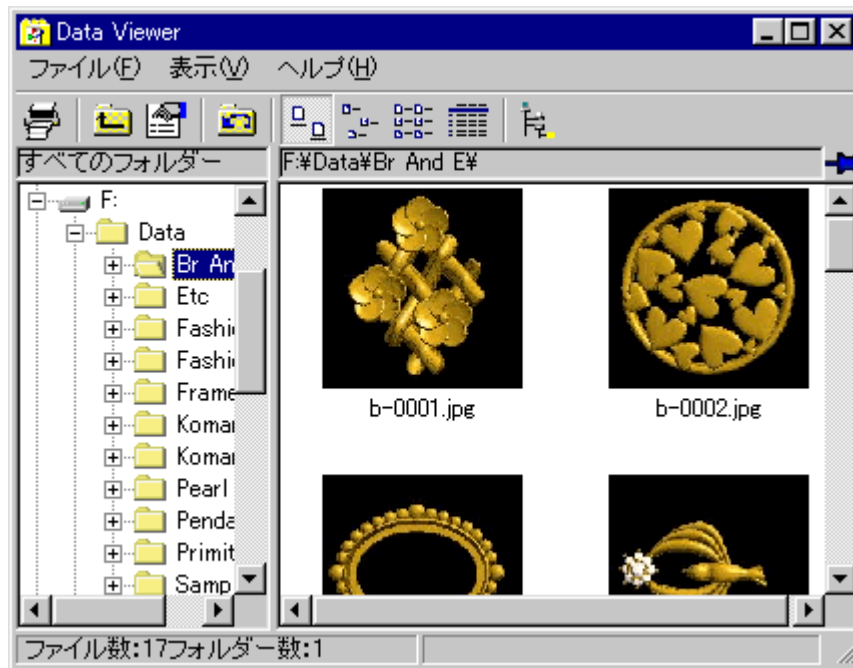 Data Viewer
ファイル(F) 表示(V) ヘルプ(H)
すべてのフォルダー
F:¥Data¥Br And E¥
F:
Data
Br An
Etc
Fashi
Fashi
Frame
Koma
Koma
Pearl
Penda
Primit
Samp
b-0001.jpg
b-0002.jpg
ファイル数:17フォルダー数:1